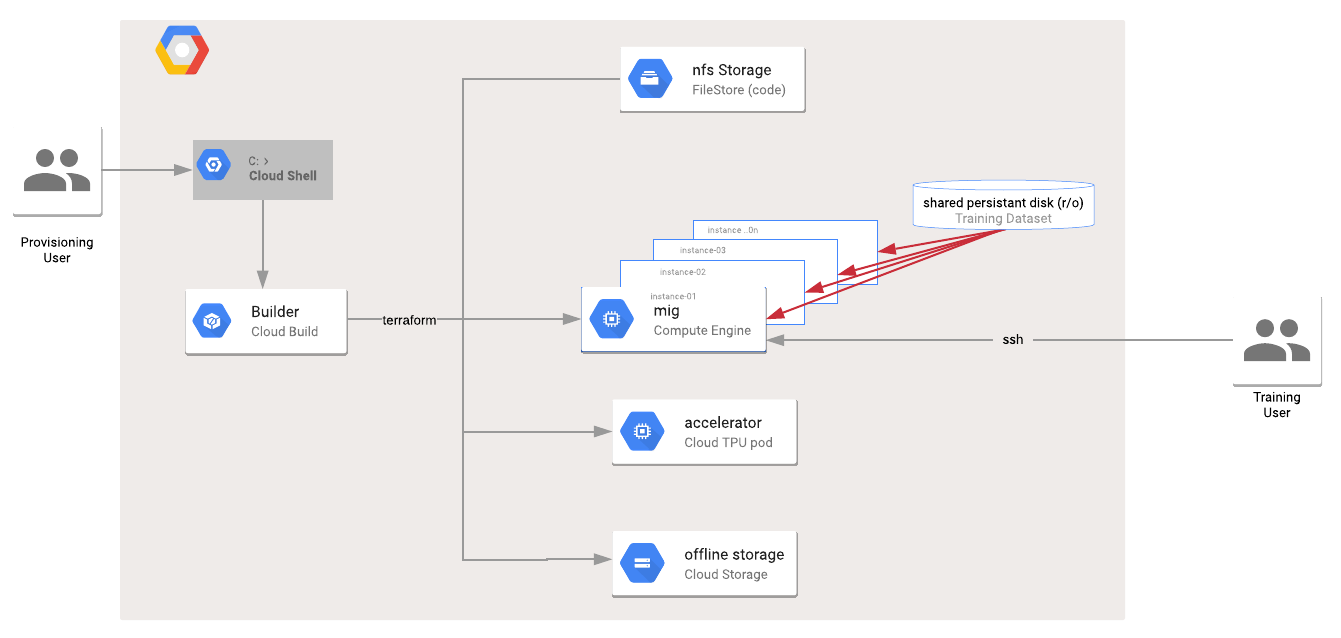 nfs Storage
FileStore (code)
C: >
Cloud Shell
Provisioning
User
shared persistant disk (r/o)
Training Dataset
instance ..0n
instance-03
instance-02
instance-01
mig
Compute Engine
Builder
Cloud Build
terraform
ssh
Training
User
accelerator
Cloud TPU pod
offline storage
Cloud Storage